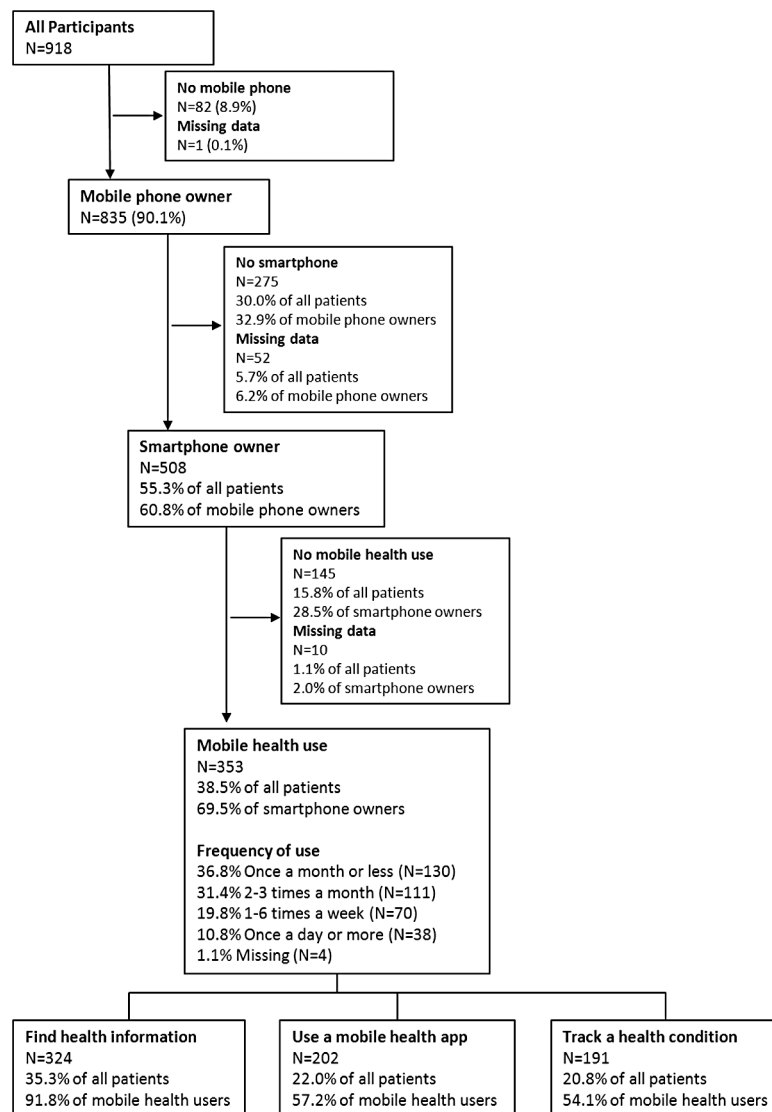 All Participants
N=918
No mobile phone
N=82 (8.9%)
Missing data
N=1 (0.1%)
Mobile phone owner
N=835 (90.1%)
No smartphone
N=275
30.0% of all patients
32.9% of mobile phone owners
Missing data
N=52
5.7% of all patients
6.2% of mobile phone owners
Smartphone owner
N=508
55.3% of all patients
60.8% of mobile phone owners
No mobile health use
N=145
15.8% of all patients
28.5% of smartphone owners
Missing data
N=10
1.1% of all patients
2.0% of smartphone owners
Mobile health use
N=353
38.5% of all patients
69.5% of smartphone owners
Frequency of use
36.8% Once a month or less (N=130)
31.4% 2-3 times a month (N=111)
19.8% 1-6 times a week (N=70)
10.8% Once a day or more (N=38)
1.1% Missing (N=4)
Find health information
N=324
35.3% of all patients
91.8% of mobile health users
Use a mobile health app
N=202
22.0% of all patients
57.2% of mobile health users
Track a health condition
N=191
20.8% of all patients
54.1% of mobile health users